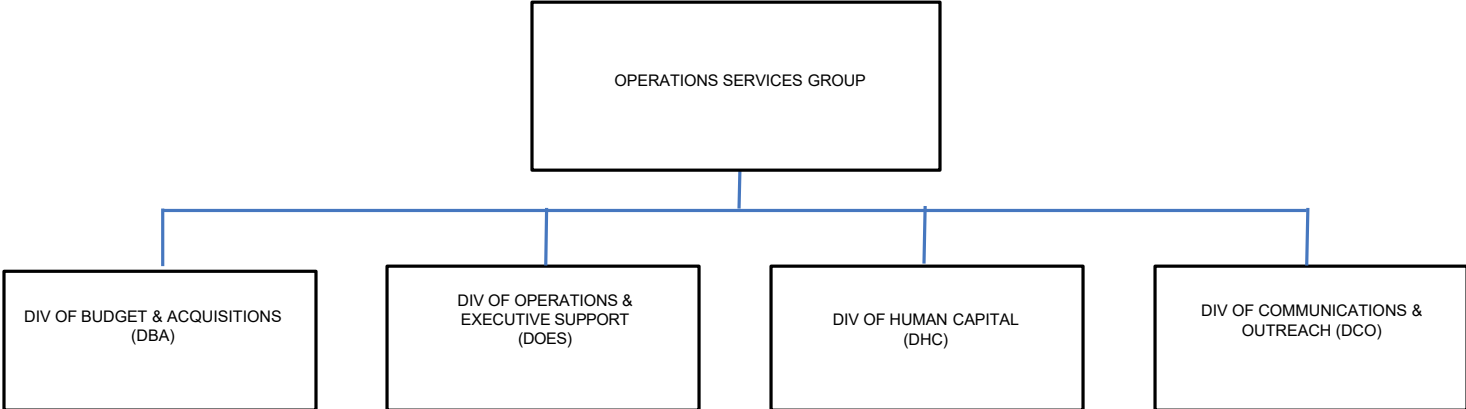 OPERATIONS SERVICES GROUP
DIV OF BUDGET & ACQUISITIONS
(DBA)
DIV OF OPERATIONS &
EXECUTIVE SUPPORT
(DOES)
DIV OF HUMAN CAPITAL
(DHC)
DIV OF COMMUNICATIONS &
OUTREACH (DCO)